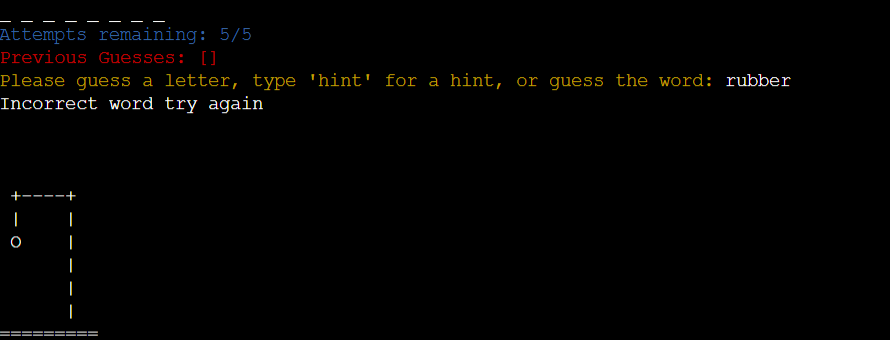 _ _ _ _ _ _ _ _
Attempts remaining: 5/5
Previous Guesses: []
Please guess a letter, type 'hint' for a hint, or guess the word: rubber
Incorrect word try again
+----+
|    |
O    |
     |
     |
     |
=========